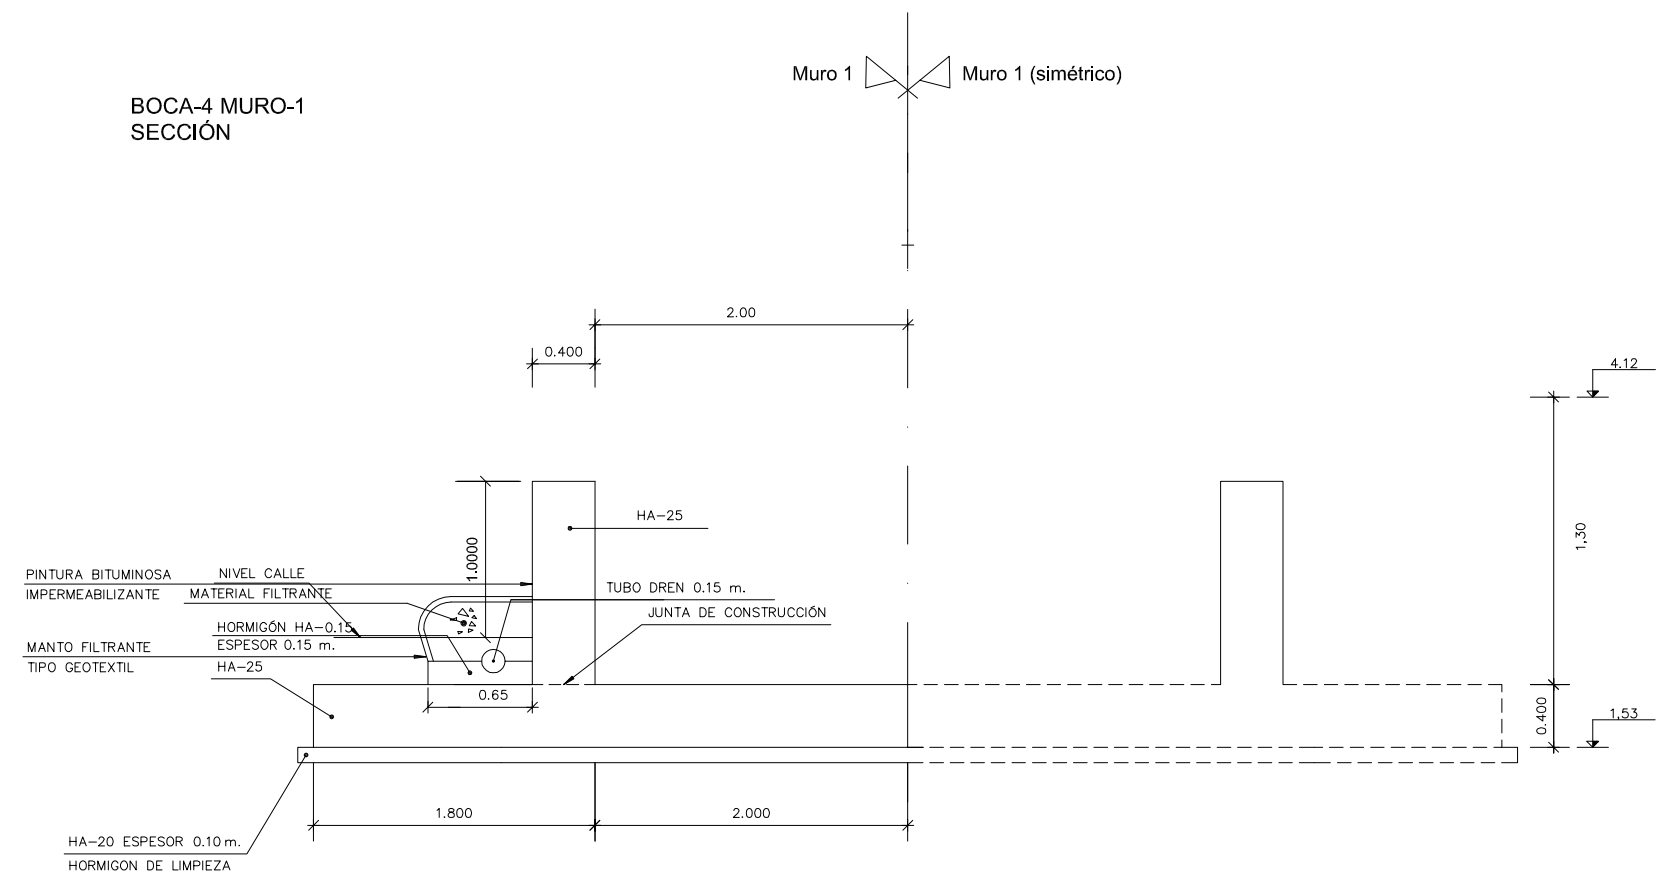 Muro 1
Muro 1 (simétrico)
BOCA-4 MURO-1
SECCIÓN
2.00
0.400
4.12
HA-25
1.0000
1,30
PINTURA BITUMINOSA
IMPERMEABILIZANTE
NIVEL CALLE
MATERIAL FILTRANTE
TUBO DREN 0.15 m.
JUNTA DE CONSTRUCCIÓN
HORMIGÓN HA-0.15
ESPESOR 0.15 m.
MANTO FILTRANTE
TIPO GEOTEXTIL
HA-25
0.65
0.400
1,53
1.800
2.000
HA-20 ESPESOR 0.10 m.
HORMIGON DE LIMPIEZA